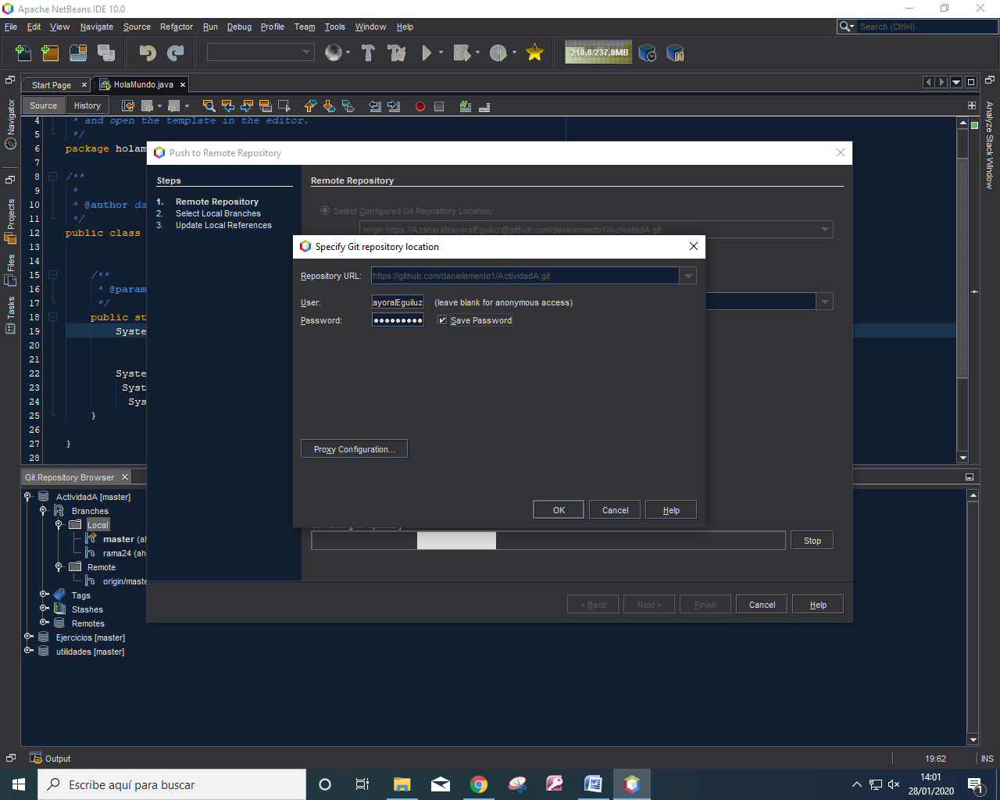 Apache NetBeans IDE 10.0
File Edit View Navigate Source Refactor Run Debug Profile Team Tools Window Help
Search (Ctrl+I)
218,8/237,0MB
Start Page
HolaMundo.java
Source History
Navigator
Projects
Files
Tasks
Analyze Stack Window
4 * and open the template in the editor.
5 */
6 package holam
7
8 /**
9 *
10 * @author da
11 */
12 public class
13
14
15 /**
16 * @param
17 */
18 public st
19 Syste
20
21
22 Syste
23 Syst
24 Sys
25 }
26
27 }
28
Push to Remote Repository
Steps
1. Remote Repository
2. Select Local Branches
3. Update Local References
Remote Repository
Select Configured Git Repository Location:
origin:https://AzaharaMayoralEguiluz@github.com/danielemento1/ActividadA.git
Specify Git repository location
Repository URL: https://github.com/danielemento1/ActividadA.git
User: ayoralEguiluz (leave blank for anonymous access)
Password: ●●●●●●●●● Save Password
Proxy Configuration...
OK Cancel Help
Stop
< Back Next > Finish Cancel Help
Git Repository Browser
ActividadA [master]
Branches
Local
master (ah
rama24 (ah
Remote
origin/maste
Tags
Stashes
Remotes
Ejercicios [master]
utilidades [master]
Output
19:62
INS
Escribe aquí para buscar
14:01
28/01/2020
1